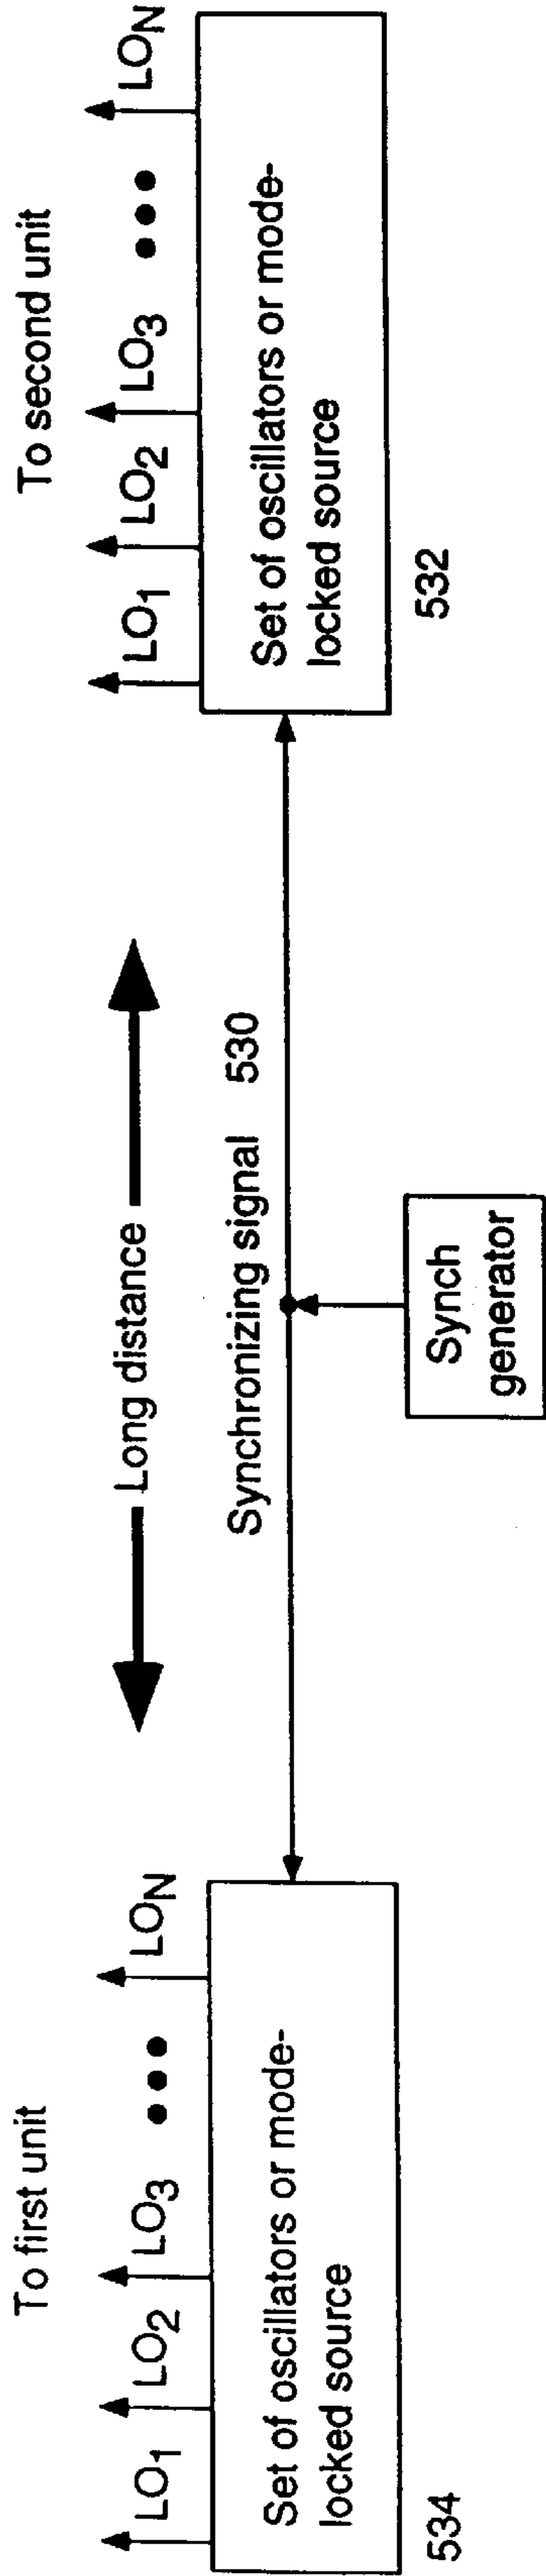 To first unit
LO1 LO2 LO3 ••• LON
Set of oscillators or mode-
locked source
534
Long distance
Synchronizing signal 530
Synch
generator
To second unit
LO1 LO2 LO3 ••• LON
Set of oscillators or mode-
locked source
532